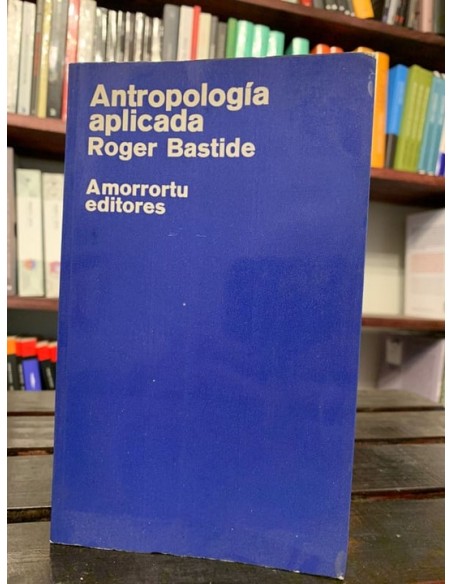 Antropología
aplicada
Roger Bastide
Amorrortu
editores